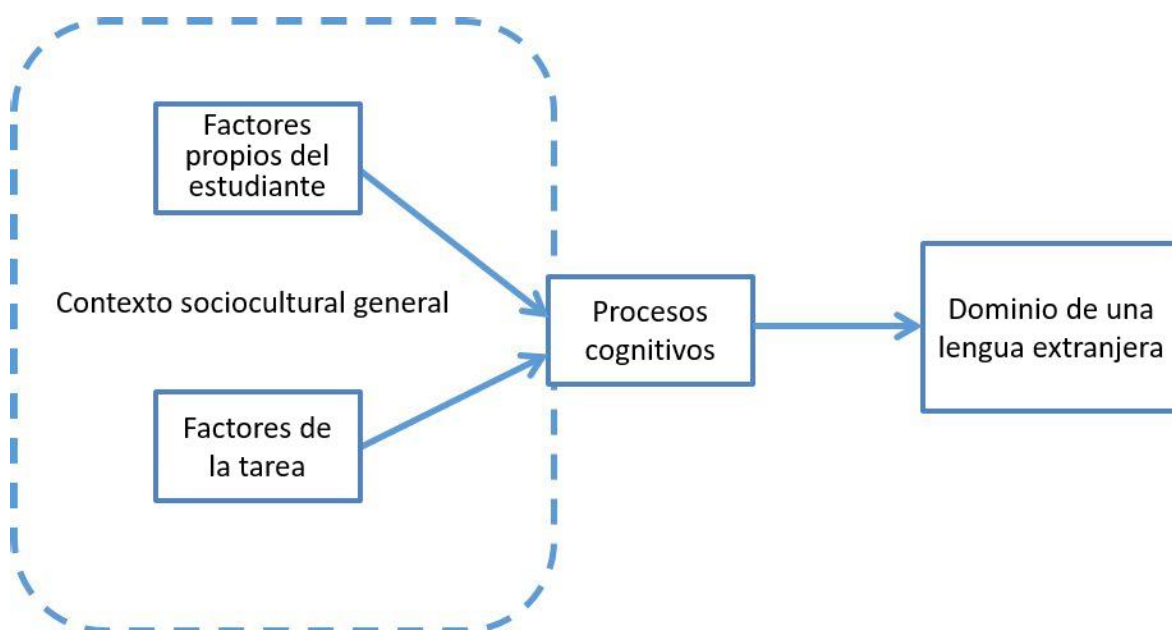 Factores
propios del
estudiante
Contexto sociocultural general
Factores de
la tarea
Procesos
cognitivos
Dominio de una
lengua extranjera